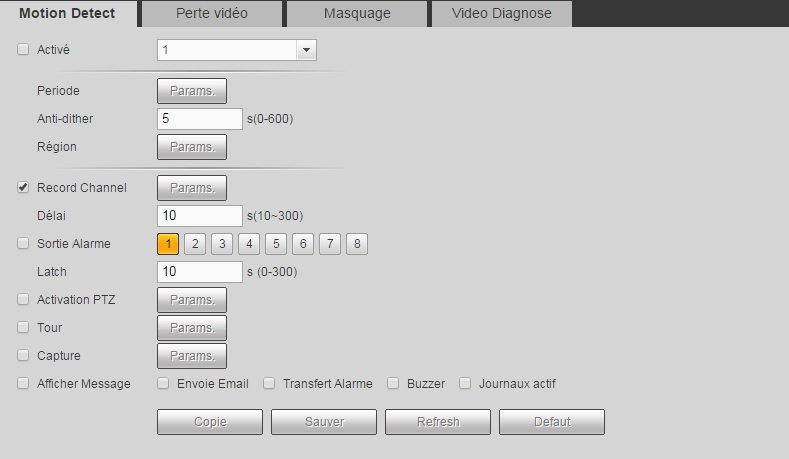 Motion Detect Perte vidéo Masquage Video Diagnose
Activé 1
Periode Params.
Anti-dither 5 s(0-600)
Région Params.
Record Channel Params.
Délai 10 s(10~300)
Sortie Alarme 1 2 3 4 5 6 7 8
Latch 10 s (0-300)
Activation PTZ Params.
Tour Params.
Capture Params.
Afficher Message Envoie Email Transfert Alarme Buzzer Journaux actif
Copie Sauver Refresh Defaut